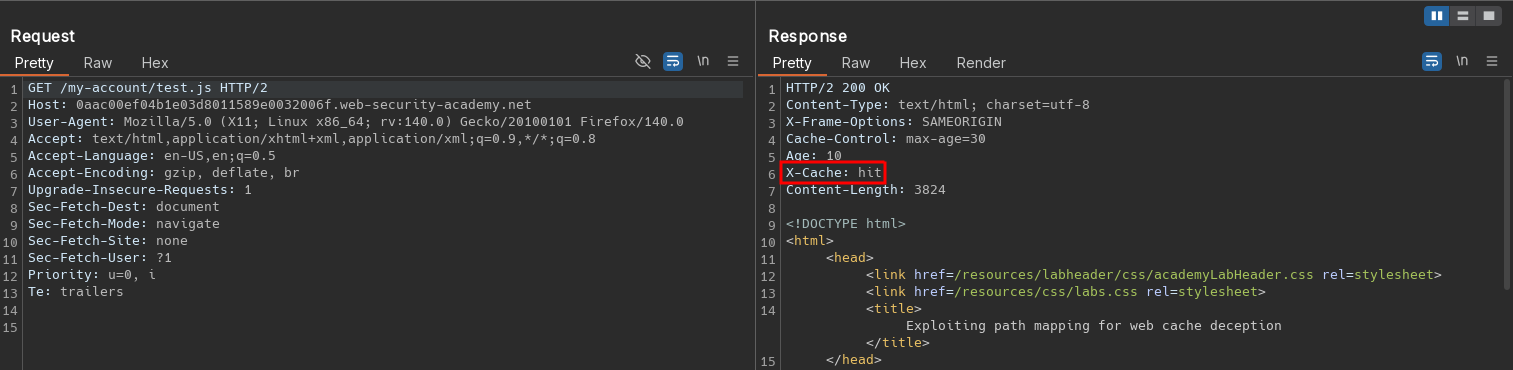 Request
Pretty Raw Hex \n
1 GET /my-account/test.js HTTP/2
2 Host: 0aac00ef04b1e03d8011589e0032006f.web-security-academy.net
3 User-Agent: Mozilla/5.0 (X11; Linux x86_64; rv:140.0) Gecko/20100101 Firefox/140.0
4 Accept: text/html,application/xhtml+xml,application/xml;q=0.9,*/*;q=0.8
5 Accept-Language: en-US,en;q=0.5
6 Accept-Encoding: gzip, deflate, br
7 Upgrade-Insecure-Requests: 1
8 Sec-Fetch-Dest: document
9 Sec-Fetch-Mode: navigate
10 Sec-Fetch-Site: none
11 Sec-Fetch-User: ?1
12 Priority: u=0, i
13 Te: trailers
14
15
Response
Pretty Raw Hex Render \n
1 HTTP/2 200 OK
2 Content-Type: text/html; charset=utf-8
3 X-Frame-Options: SAMEORIGIN
4 Cache-Control: max-age=30
5 Age: 10
6 X-Cache: hit
7 Content-Length: 3824
8
9 <!DOCTYPE html>
10 <html>
11 <head>
12 <link href=/resources/labheader/css/academyLabHeader.css rel=stylesheet>
13 <link href=/resources/css/labs.css rel=stylesheet>
14 <title>
Exploiting path mapping for web cache deception
</title>
15 </head>